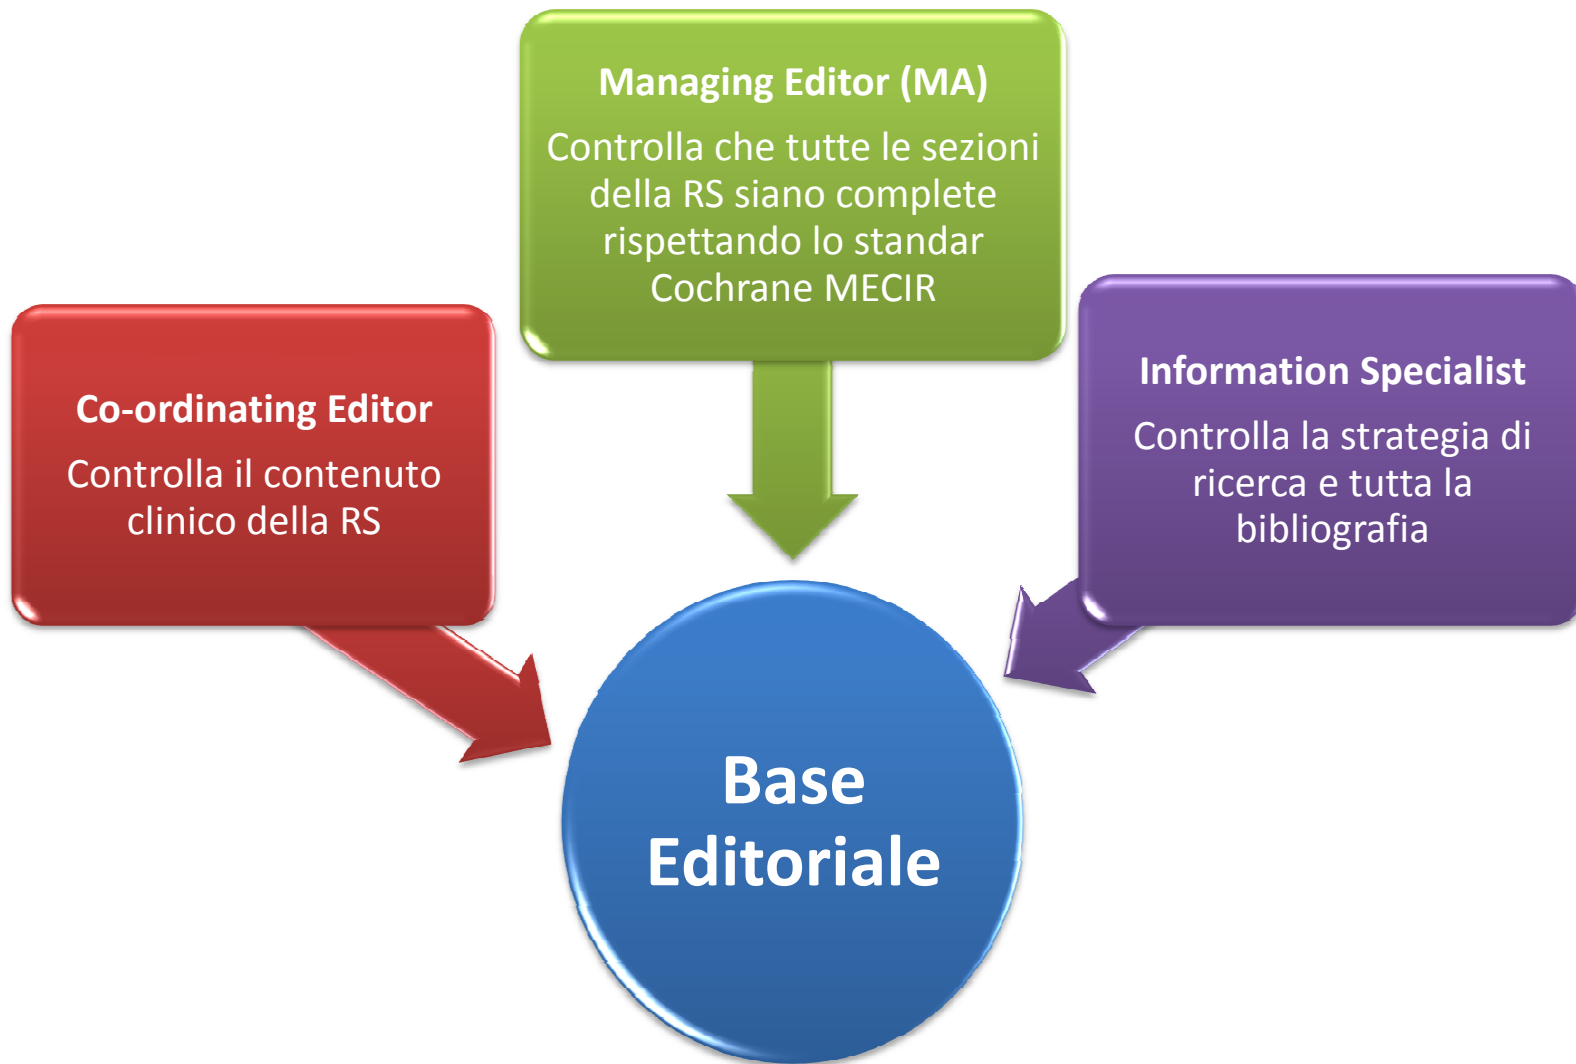 Managing Editor (MA)
Controlla che tutte le sezioni
della RS siano complete
rispettando lo standar
Cochrane MECIR
Co-ordinating Editor
Controlla il contenuto
clinico della RS
Information Specialist
Controlla la strategia di
ricerca e tutta la
bibliografia
Base
Editoriale